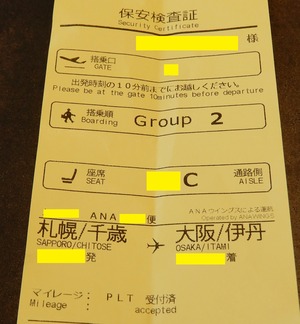 保安検査証
Security Certificate
様
搭乗口
GATE
出発時刻の10分前までにお越しください。
Please be at the gate 10minutes before departure
搭乗順
Boarding Group 2
座席
SEAT C 通路側
AISLE
ANAウイングスによる運航
Operated by ANA WINGS
ANA 便
札幌/千歳 大阪/伊丹
SAPPORO/CHITOSE OSAKA/ITAMI
発 着
マイレージ: PLT 受付済
Mileage : accepted